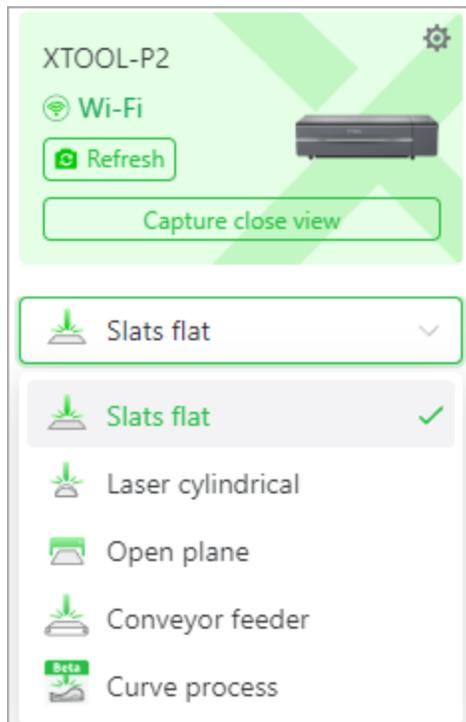 XTOOL-P2
Wi-Fi
Refresh
Capture close view
Slats flat
Slats flat
Laser cylindrical
Open plane
Conveyor feeder
Beta
Curve process